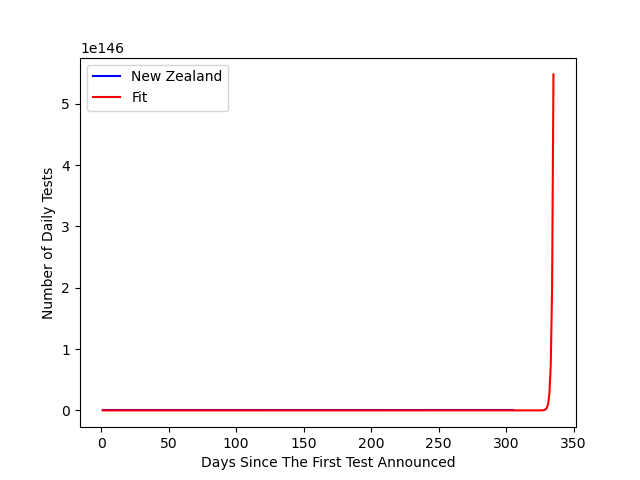 1e146
New Zealand
Fit
5
4
3
2
1
0
Number of Daily Tests
0 50 100 150 200 250 300 350
Days Since The First Test Announced